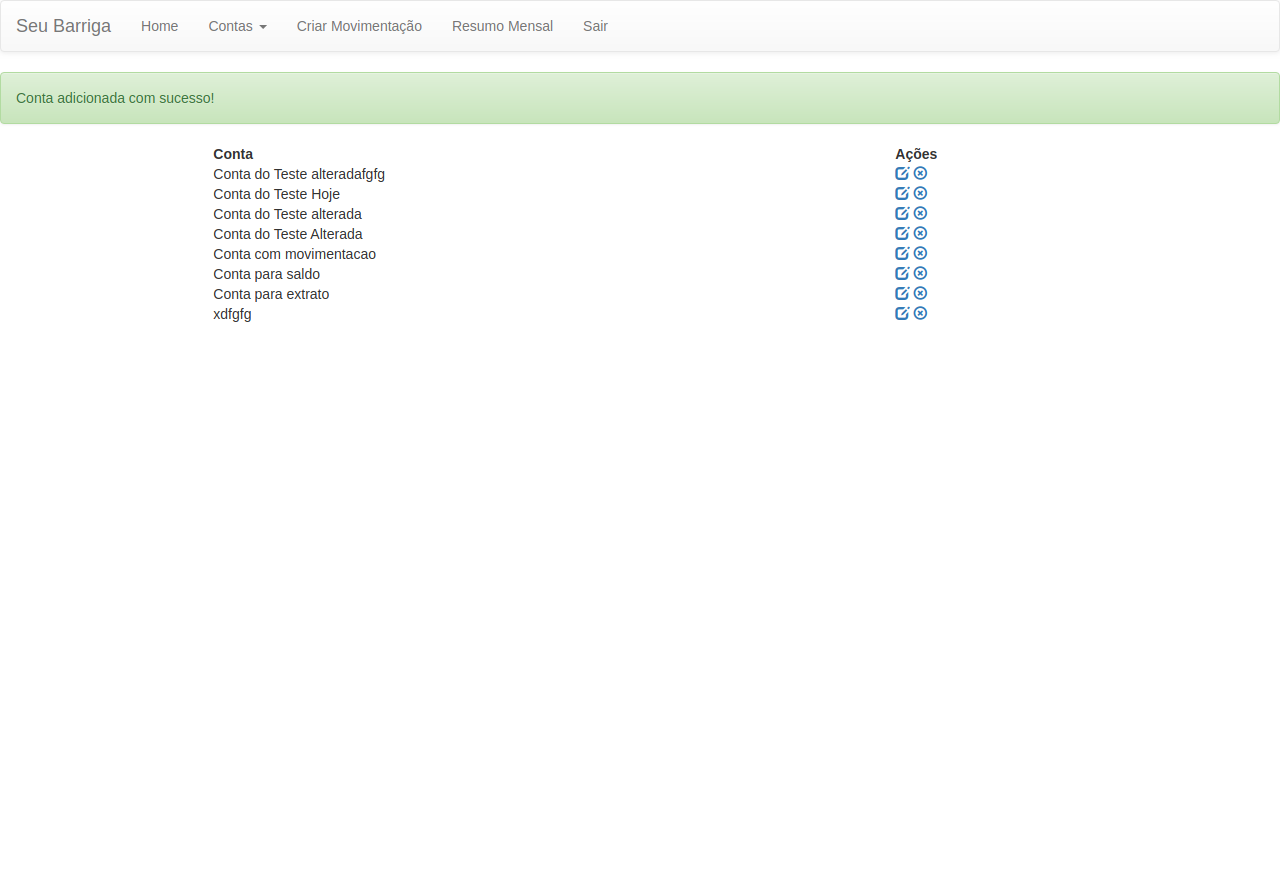 Seu Barriga Home Contas Criar Movimentação Resumo Mensal Sair
Conta adicionada com sucesso!
Conta Ações
Conta do Teste alteradafgfg
Conta do Teste Hoje
Conta do Teste alterada
Conta do Teste Alterada
Conta com movimentacao
Conta para saldo
Conta para extrato
xdfgfg